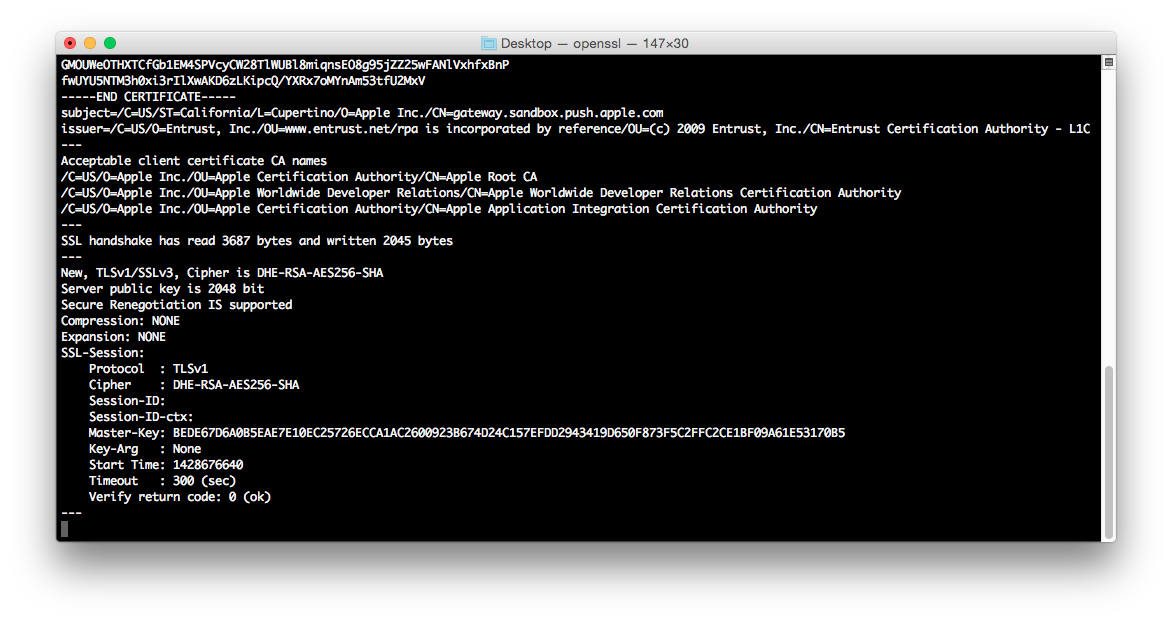 Desktop — openssl — 147×30
GMOUWeOTHXTCfGb1EM4SPVcyCW28TlWUBl8miqnsEO8g95jZZ25wFANlVxhfxBnP
fwUYU5NTM3h0xi3rIlXwAKD6zLKipcQ/YXRx7oMYnAm53tfU2MxV
-----END CERTIFICATE-----
subject=/C=US/ST=California/L=Cupertino/O=Apple Inc./CN=gateway.sandbox.push.apple.com
issuer=/C=US/O=Entrust, Inc./OU=www.entrust.net/rpa is incorporated by reference/OU=(c) 2009 Entrust, Inc./CN=Entrust Certification Authority - L1C
---
Acceptable client certificate CA names
/C=US/O=Apple Inc./OU=Apple Certification Authority/CN=Apple Root CA
/C=US/O=Apple Inc./OU=Apple Worldwide Developer Relations/CN=Apple Worldwide Developer Relations Certification Authority
/C=US/O=Apple Inc./OU=Apple Certification Authority/CN=Apple Application Integration Certification Authority
---
SSL handshake has read 3687 bytes and written 2045 bytes
---
New, TLSv1/SSLv3, Cipher is DHE-RSA-AES256-SHA
Server public key is 2048 bit
Secure Renegotiation IS supported
Compression: NONE
Expansion: NONE
SSL-Session:
    Protocol  : TLSv1
    Cipher    : DHE-RSA-AES256-SHA
    Session-ID:
    Session-ID-ctx:
    Master-Key: BEDE67D6A0B5EAE7E10EC25726ECCA1AC2600923B674D24C157EFDD2943419D650F873F5C2FFC2CE1BF09A61E53170B5
    Key-Arg   : None
    Start Time: 1428676640
    Timeout   : 300 (sec)
    Verify return code: 0 (ok)
---